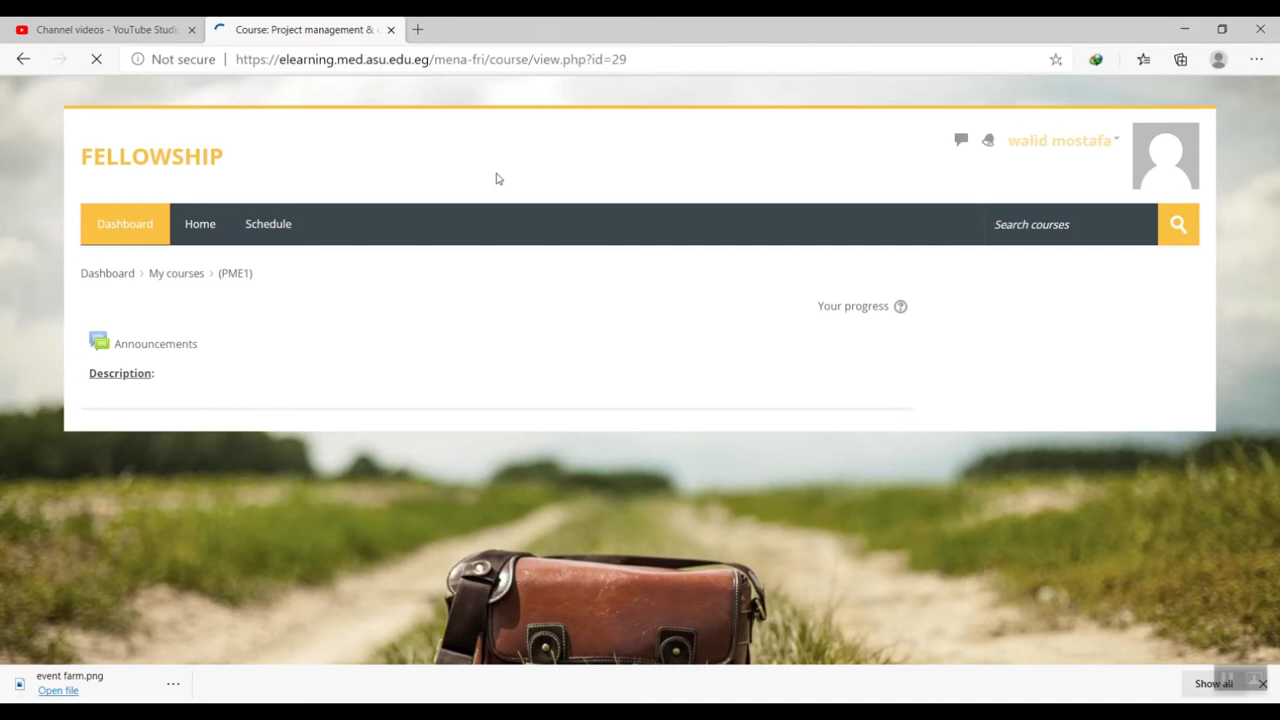 Channel videos - YouTube Studi
Course: Project management &
Not secure
https://elearning.med.asu.edu.eg/mena-fri/course/view.php?id=29
FELLOWSHIP
walid mostafa
Dashboard
Home
Schedule
Search courses
Dashboard > My courses > (PME1)
Your progress
Announcements
Description:
event farm.png
Open file
Show all